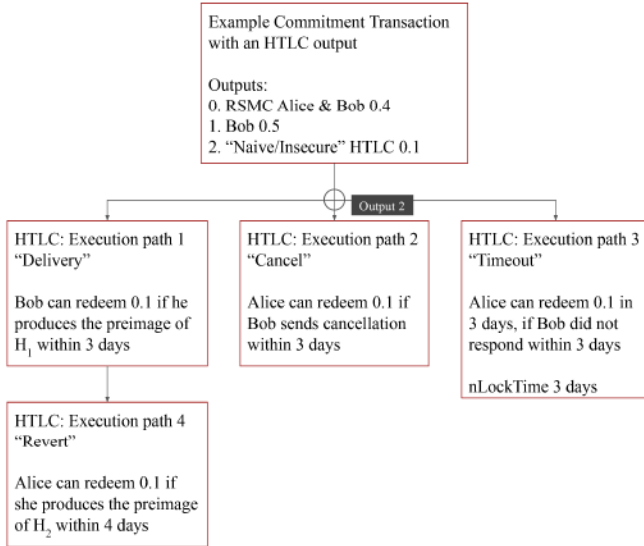 Example Commitment Transaction
with an HTLC output
Outputs:
0. RSMC Alice & Bob 0.4
1. Bob 0.5
2. “Naive/Insecure” HTLC 0.1
Output 2
HTLC: Execution path 1
“Delivery”
Bob can redeem 0.1 if he
produces the preimage of
H₁ within 3 days
HTLC: Execution path 2
“Cancel”
Alice can redeem 0.1 if
Bob sends cancellation
within 3 days
HTLC: Execution path 3
“Timeout”
Alice can redeem 0.1 in
3 days, if Bob did not
respond within 3 days
nLockTime 3 days
HTLC: Execution path 4
“Revert”
Alice can redeem 0.1 if
she produces the preimage
of H₂ within 4 days